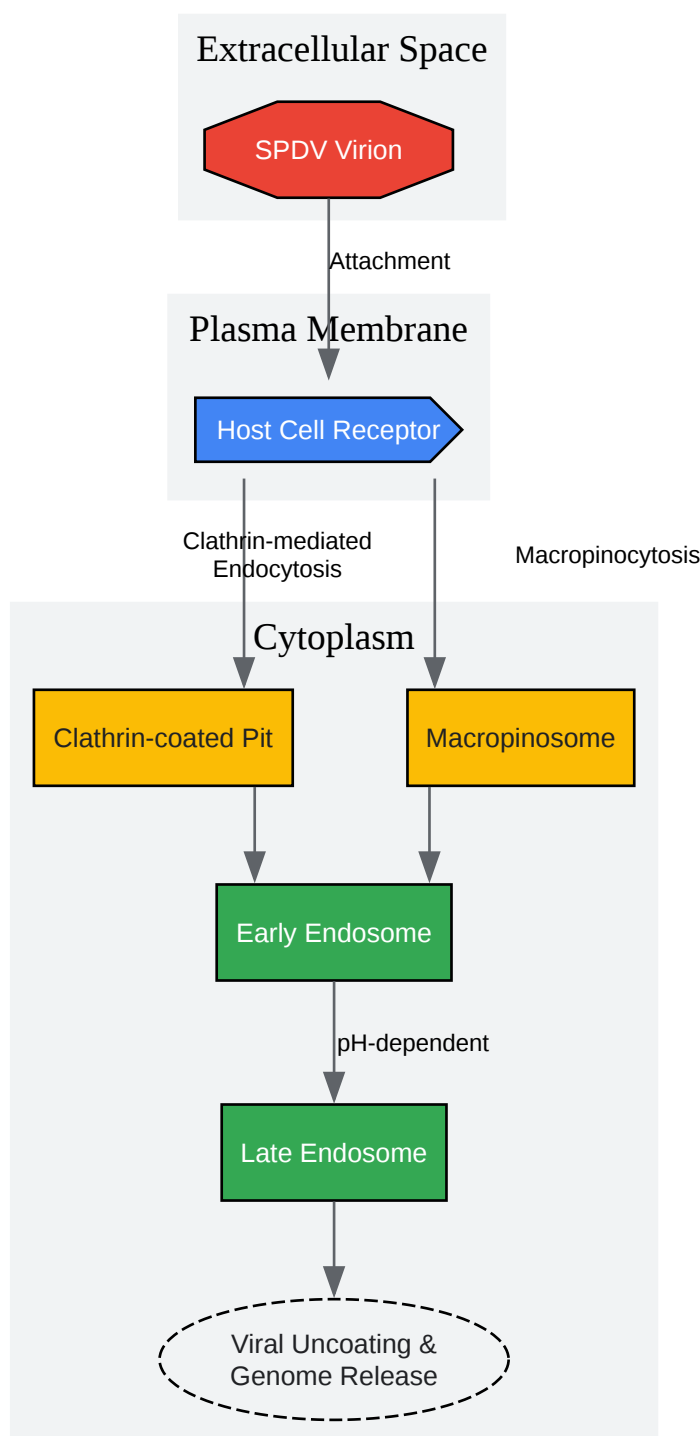 Extracellular Space
SPDV Virion
Attachment
Plasma Membrane
Host Cell Receptor
Clathrin-mediated
Endocytosis
Macropinocytosis
Cytoplasm
Clathrin-coated Pit
Macropinosome
Early Endosome
pH-dependent
Late Endosome
Viral Uncoating &
Genome Release